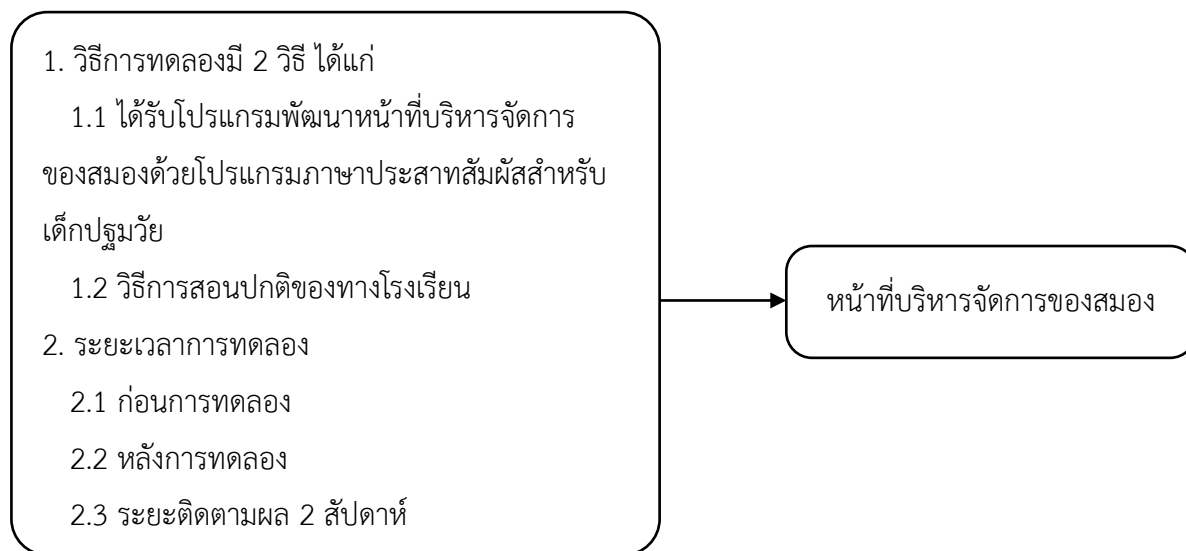 1. วิธีการทดลองมี 2 วิธี ได้แก่
1.1 ได้รับโปรแกรมพัฒนาหน้าที่บริหารจัดการ
ของสมองด้วยโปรแกรมภาษาประสาทสัมผัสสำหรับ
เด็กปฐมวัย
1.2 วิธีการสอนปกติของทางโรงเรียน
2. ระยะเวลาการทดลอง
2.1 ก่อนการทดลอง
2.2 หลังการทดลอง
2.3 ระยะติดตามผล 2 สัปดาห์
หน้าที่บริหารจัดการของสมอง